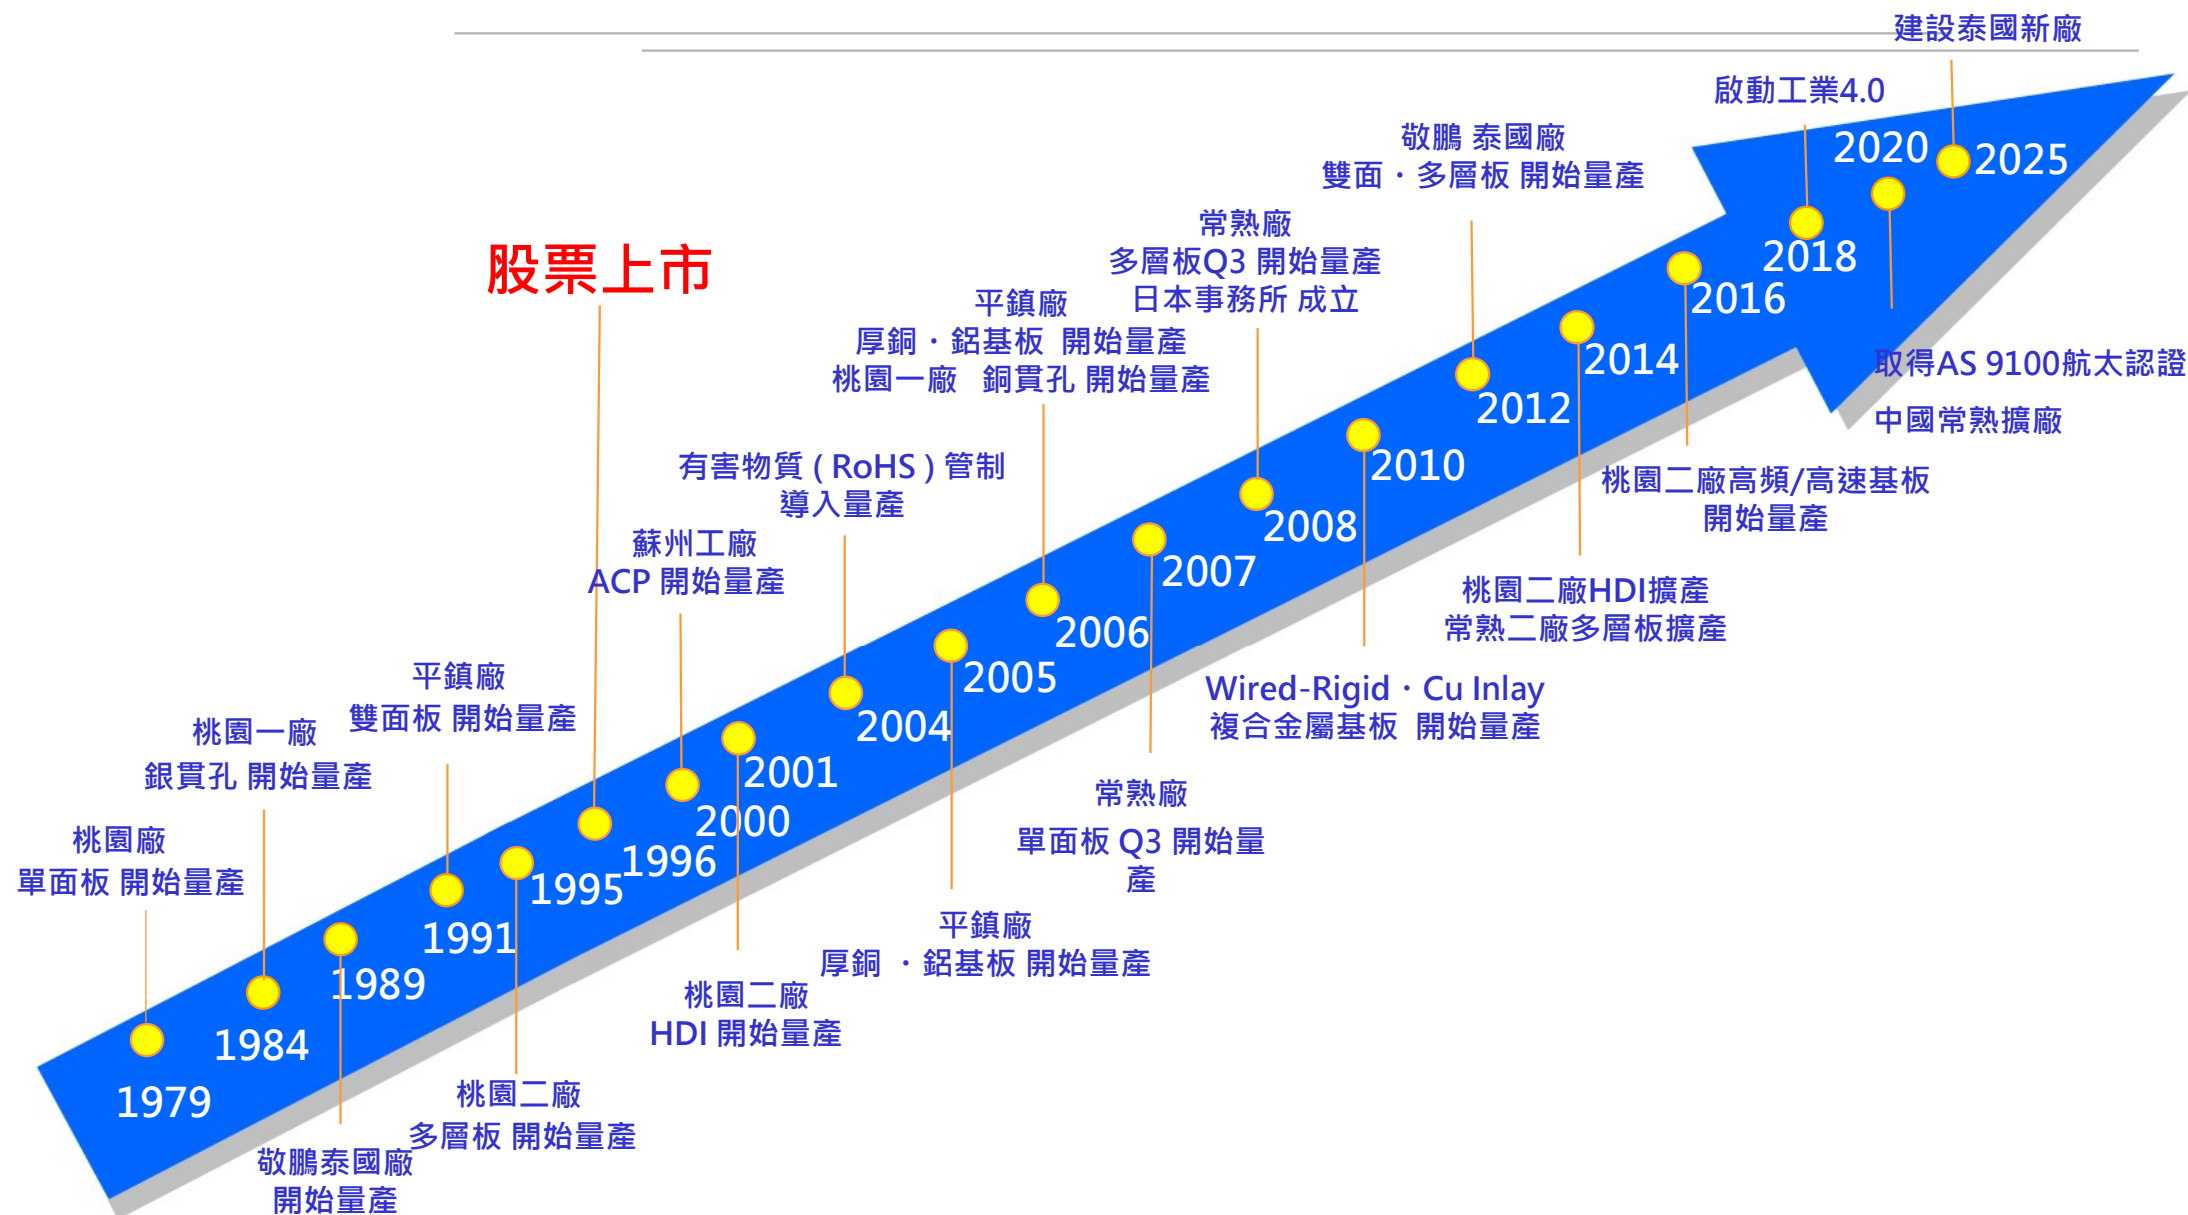 建設泰國新廠
啟動工業4.0
2020
2025
敬鵬 泰國廠
雙面・多層板 開始量產
常熟廠
多層板Q3 開始量產
日本事務所 成立
股票上市
2018
2016
平鎮廠
厚銅・鋁基板 開始量產
桃園一廠 銅貫孔 開始量產
2014
取得AS 9100航太認證
中國常熟擴廠
2012
有害物質 ( RoHS ) 管制
導入量產
2010
桃園二廠高頻/高速基板
開始量產
蘇州工廠
ACP 開始量產
2008
2007
桃園二廠HDI擴產
常熟二廠多層板擴產
2006
平鎮廠
雙面板 開始量產
2005
Wired-Rigid・Cu Inlay
複合金屬基板 開始量產
桃園一廠
銀貫孔 開始量產
2004
2001
常熟廠
單面板 Q3 開始量
產
2000
桃園廠
單面板 開始量產
1996
1995
1991
平鎮廠
厚銅 ・鋁基板 開始量產
1989
桃園二廠
HDI 開始量產
1984
1979
桃園二廠
多層板 開始量產
敬鵬泰國廠
開始量產